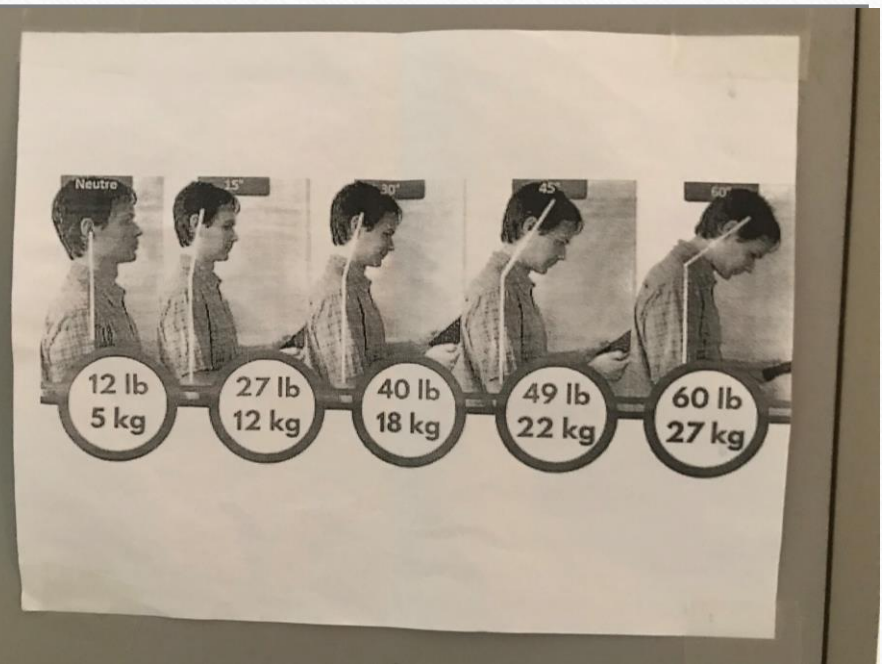 Neutre
15°
30°
45°
60°
12 lb
5 kg
27 lb
12 kg
40 lb
18 kg
49 lb
22 kg
60 lb
27 kg